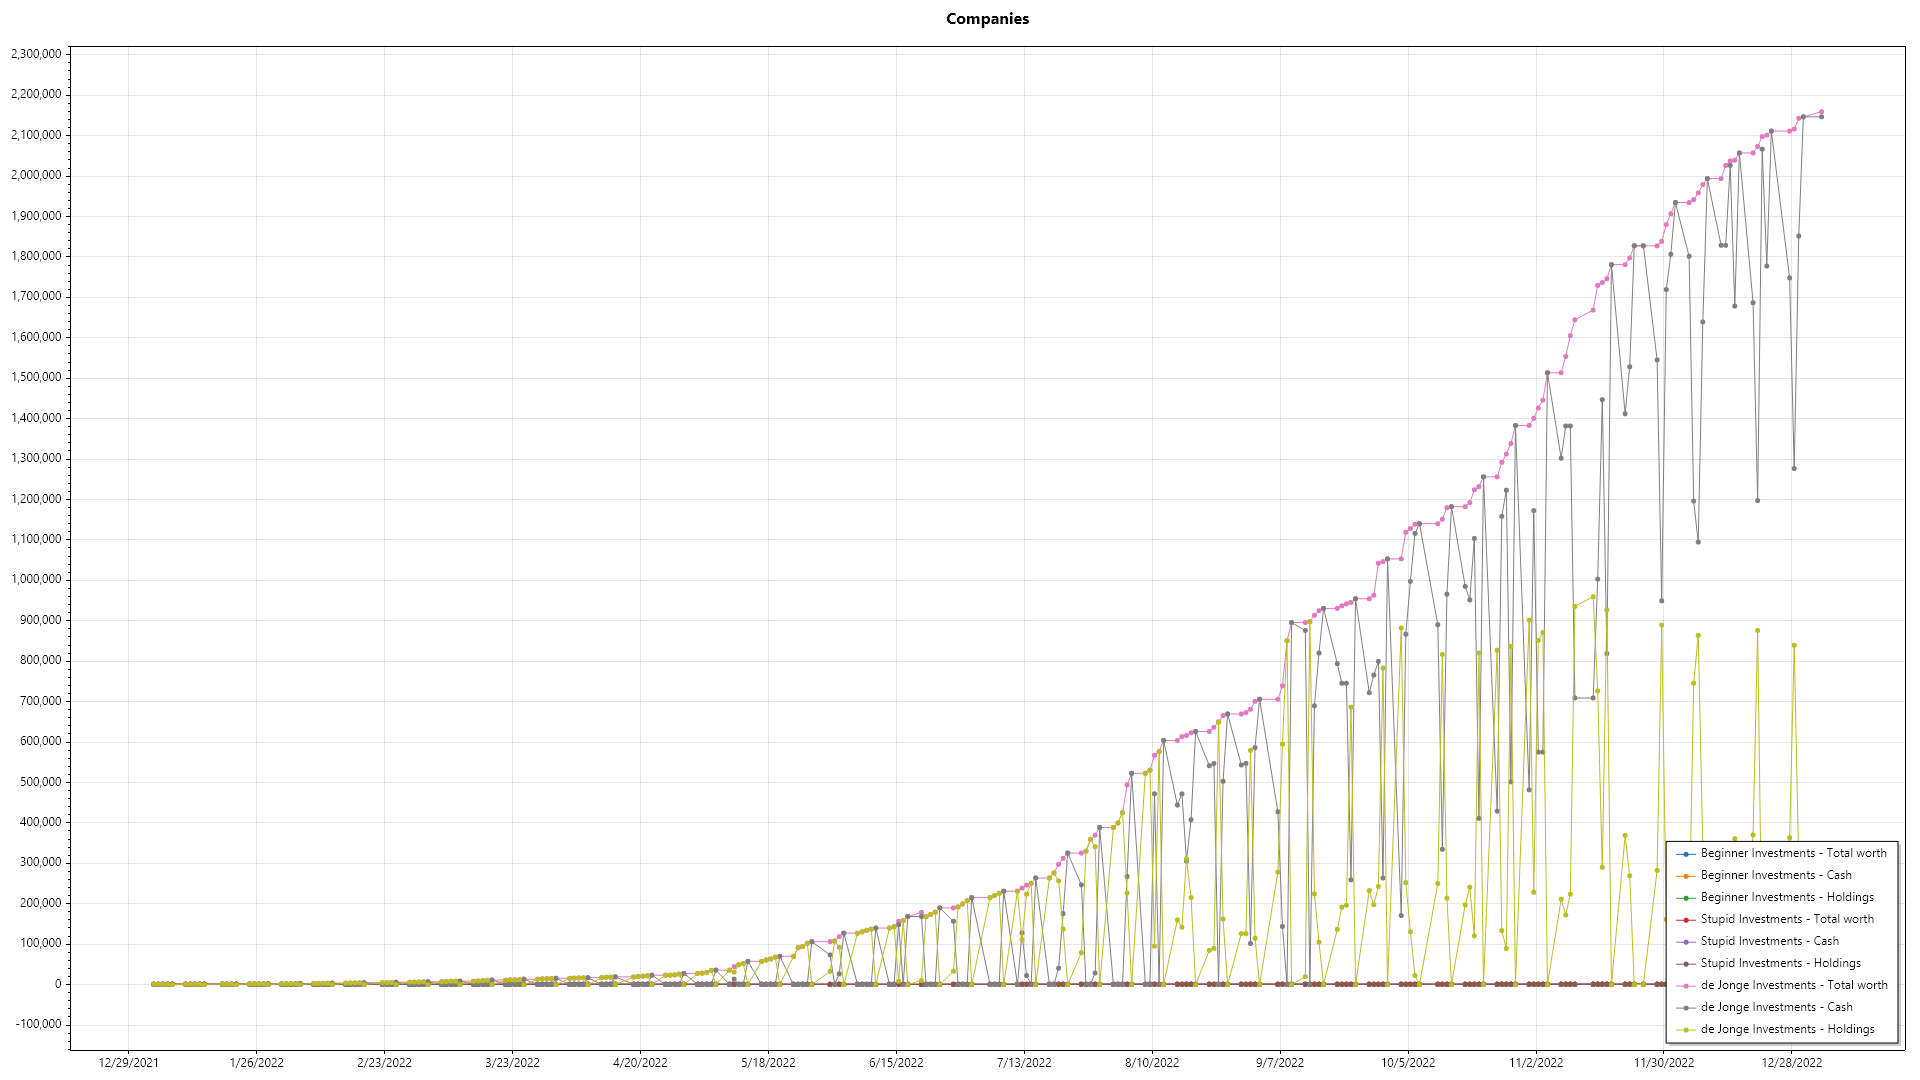 Companies
2,300,000
2,200,000
2,100,000
2,000,000
1,900,000
1,800,000
1,700,000
1,600,000
1,500,000
1,400,000
1,300,000
1,200,000
1,100,000
1,000,000
900,000
800,000
700,000
600,000
500,000
400,000
300,000
200,000
100,000
0
-100,000
Beginner Investments - Total worth
Beginner Investments - Cash
Beginner Investments - Holdings
Stupid Investments - Total worth
Stupid Investments - Cash
Stupid Investments - Holdings
de Jonge Investments - Total worth
de Jonge Investments - Cash
de Jonge Investments - Holdings
12/29/2021 1/26/2022 2/23/2022 3/23/2022 4/20/2022 5/18/2022 6/15/2022 7/13/2022 8/10/2022 9/7/2022 10/5/2022 11/2/2022 11/30/2022 12/28/2022